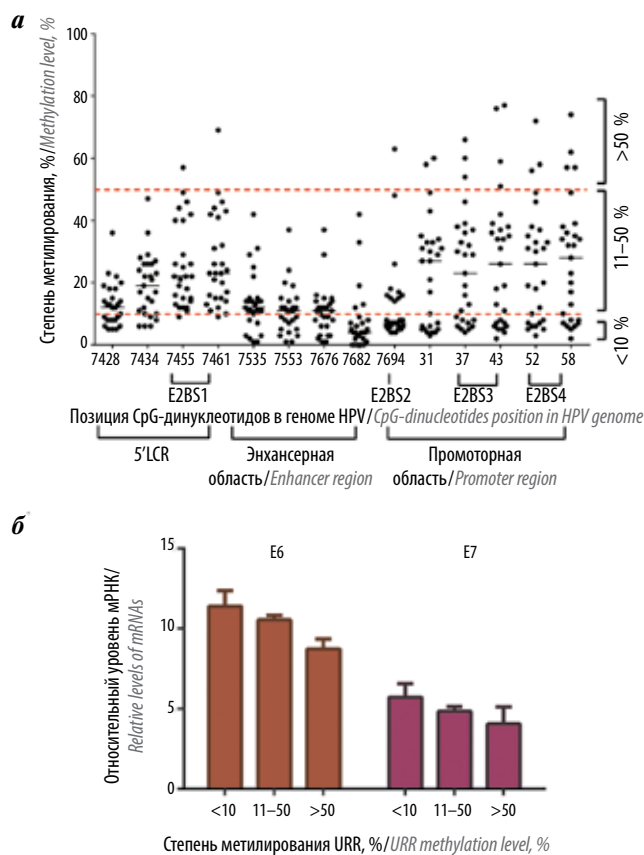 а
Степень метилирования, %/Methylation level, %
100
80
60
40
20
0
>50 %
11–50 %
<10 %
7428 7434 7455 7461 7535 7553 7676 7682 7694 31 37 43 52 58
E2BS1 E2BS2 E2BS3 E2BS4
Позиция CpG-динуклеотидов в геноме HPV/CpG-dinucleotides position in HPV genome
5'LCR
Энхансерная область/Enhancer region
Промоторная область/Promoter region
б
Относительный уровень мРНК/
Relative levels of mRNAs
15
10
5
0
E6 E7
<10 11–50 >50 <10 11–50 >50
Степень метилирования URR, %/URR methylation level, %